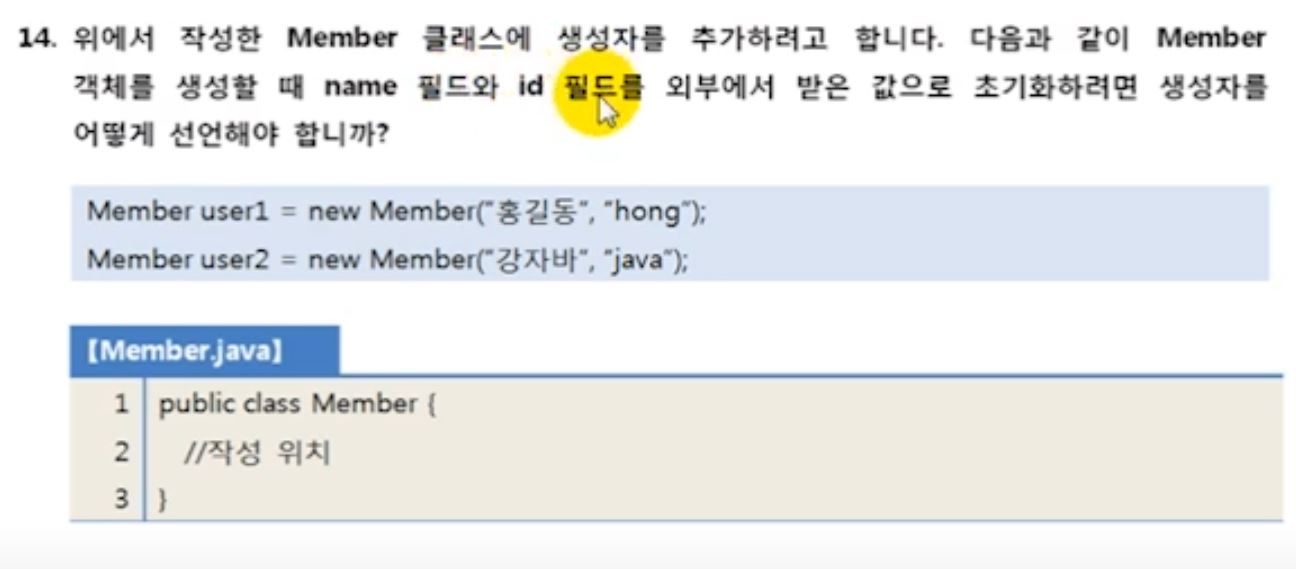 14. 위에서 작성한 Member 클래스에 생성자를 추가하려고 합니다. 다음과 같이 Member
객체를 생성할 때 name 필드와 id 필드를 외부에서 받은 값으로 초기화하려면 생성자를
어떻게 선언해야 합니까?
Member user1 = new Member("홍길동", "hong");
Member user2 = new Member("강자바", "java");
[Member.java]
1 public class Member {
2 //작성 위치
3 }